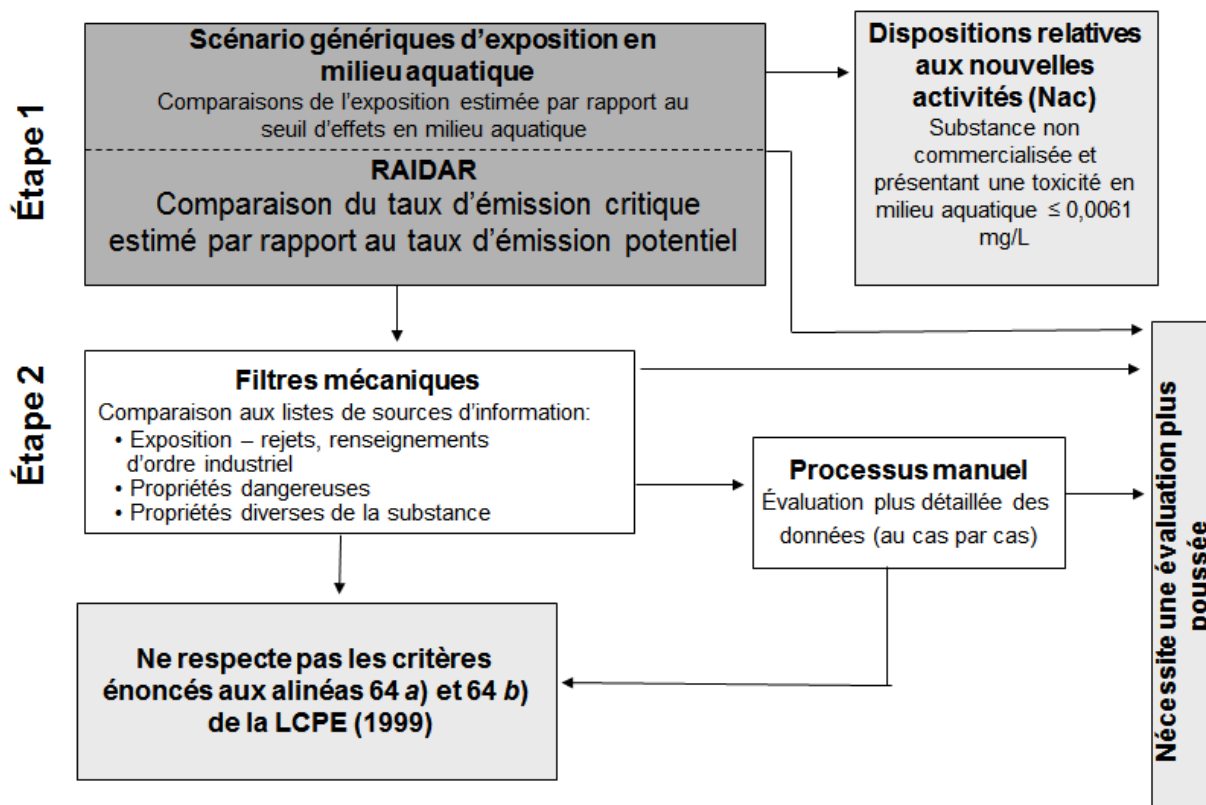 Étape 1
Scénario génériques d'exposition en
milieu aquatique
Comparaisons de l'exposition estimée par rapport au
seuil d'effets en milieu aquatique
RAIDAR
Comparaison du taux d'émission critique
estimé par rapport au taux d'émission potentiel
Dispositions relatives
aux nouvelles
activités (Nac)
Substance non
commercialisée et
présentant une toxicité en
milieu aquatique ≤ 0,0061
mg/L
Étape 2
Filtres mécaniques
Comparaison aux listes de sources d'information:
• Exposition – rejets, renseignements
d'ordre industriel
• Propriétés dangereuses
• Propriétés diverses de la substance
Processus manuel
Évaluation plus détaillée des
données (au cas par cas)
Nécessite une évaluation plus
poussée
Ne respecte pas les critères
énoncés aux alinéas 64 a) et 64 b)
de la LCPE (1999)